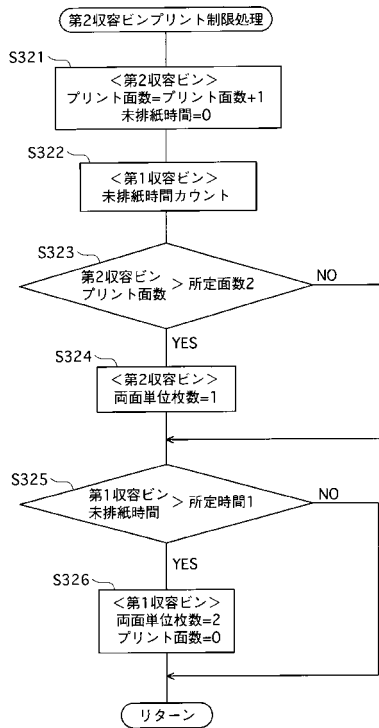 第2収容ビンプリント制限処理
S321
<第2収容ビン>
プリント面数=プリント面数+1
未排紙時間=0
S322
<第1収容ビン>
未排紙時間カウント
S323
第2収容ビン
プリント面数 > 所定面数2
NO
YES
S324
<第2収容ビン>
両面単位枚数=1
S325
第1収容ビン
未排紙時間 > 所定時間1
NO
YES
S326
<第1収容ビン>
両面単位枚数=2
プリント面数=0
リターン